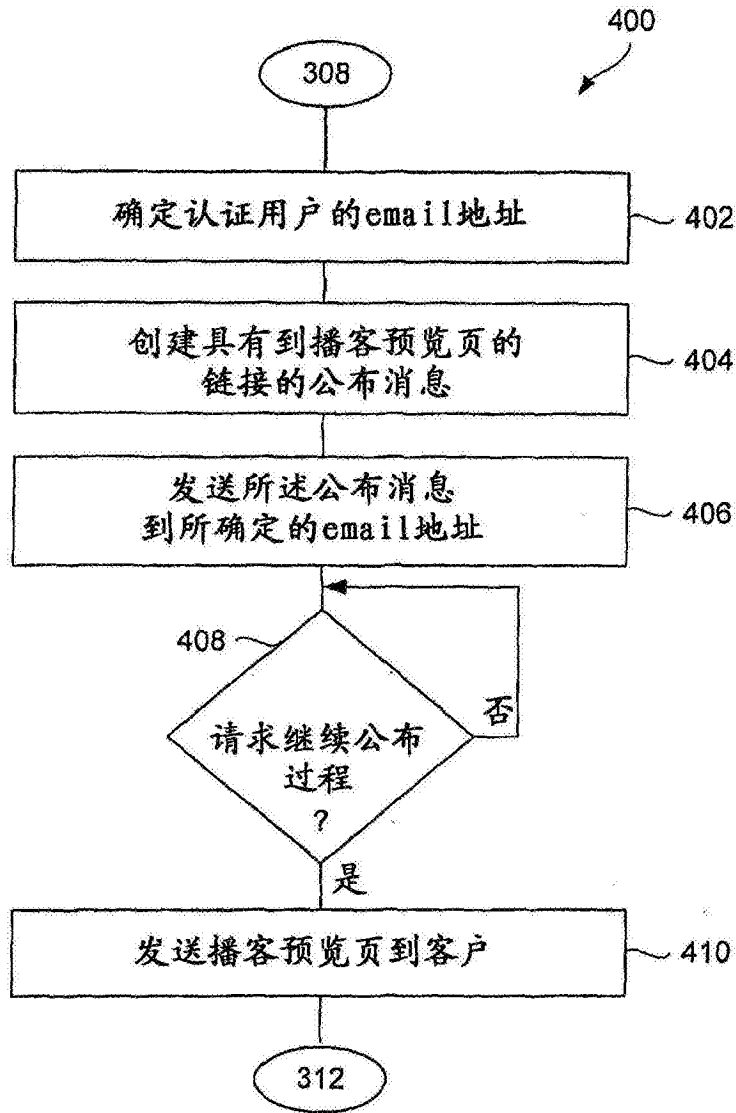 400
308
确定认证用户的email地址
402
创建具有到播客预览页的
链接的公布消息
404
发送所述公布消息
到所确定的email地址
406
408
否
请求继续公布
过程
?
是
发送播客预览页到客户
410
312